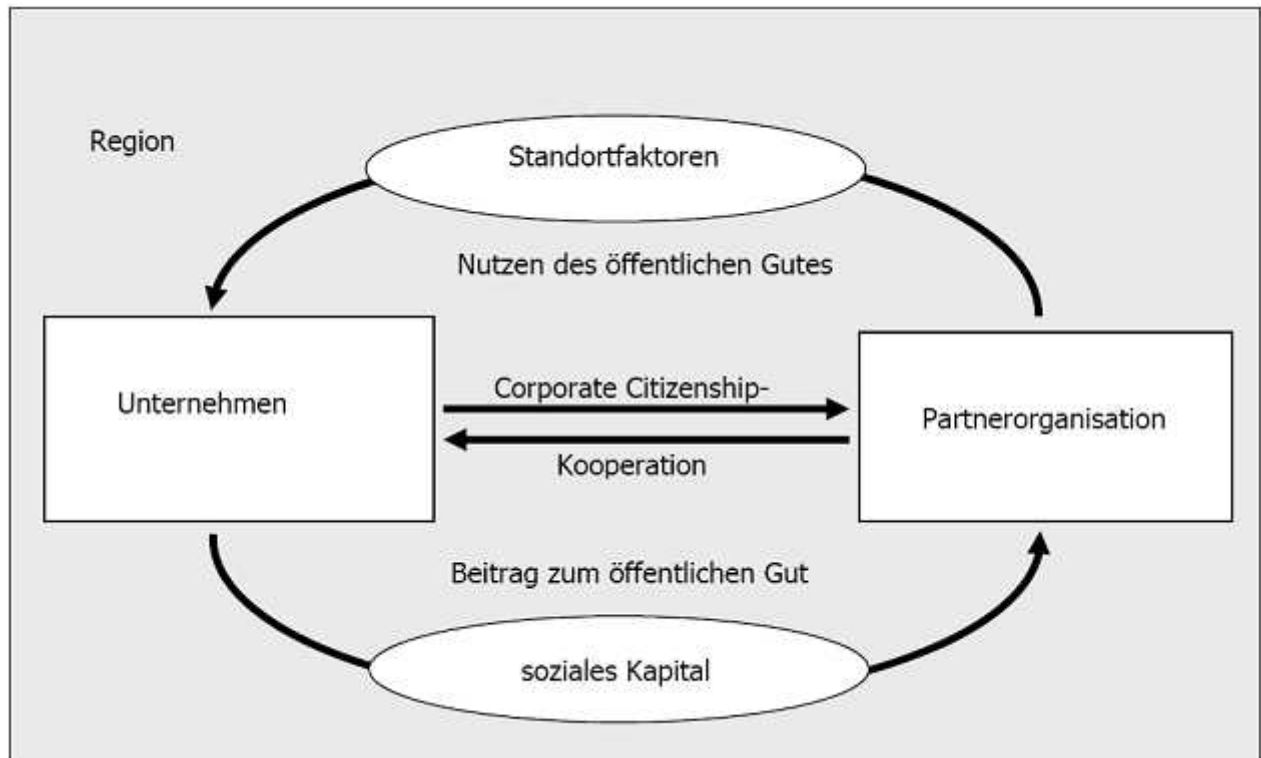 Region
Standortfaktoren
Nutzen des öffentlichen Gutes
Unternehmen
Corporate Citizenship-
Kooperation
Partnerorganisation
Beitrag zum öffentlichen Gut
soziales Kapital